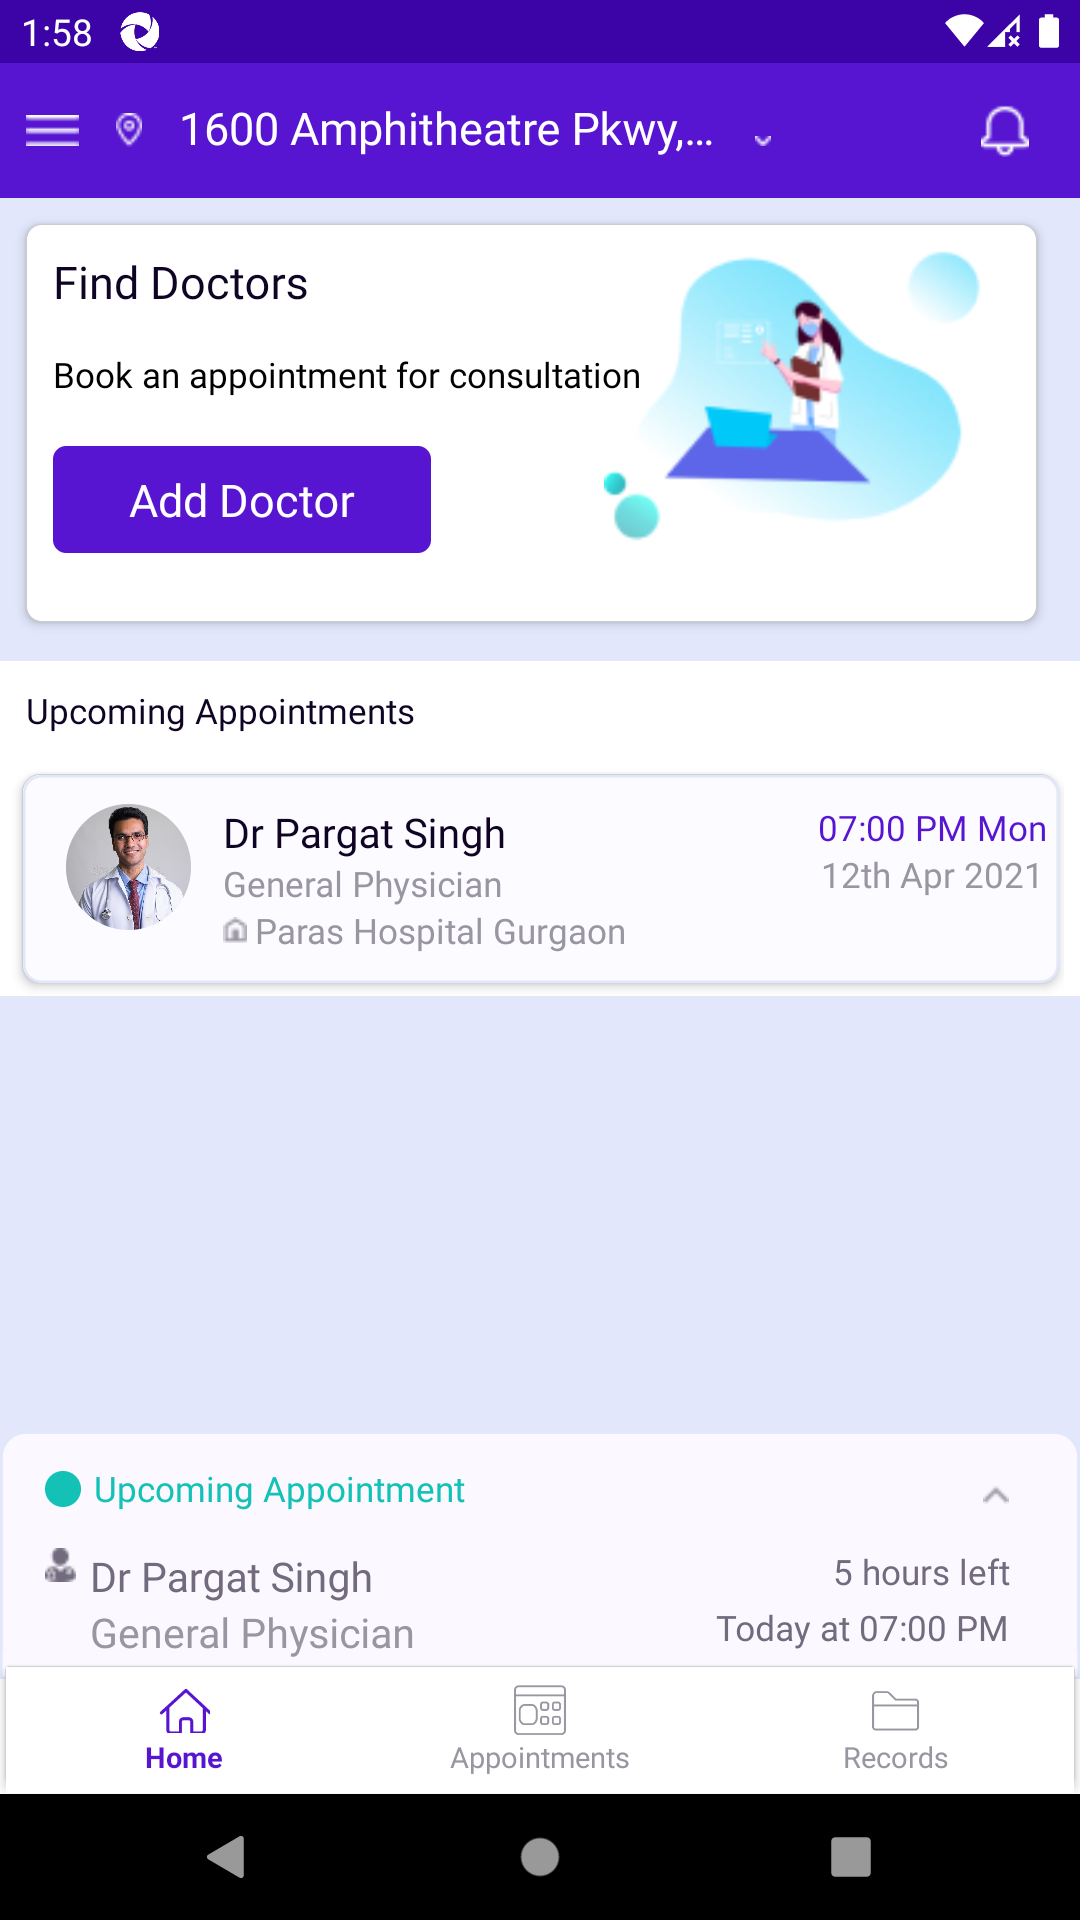 1:58
1600 Amphitheatre Pkwy,...
Find Doctors
Book an appointment for consultation
Add Doctor
Upcoming Appointments
Dr Pargat Singh
07:00 PM Mon
General Physician
12th Apr 2021
Paras Hospital Gurgaon
Upcoming Appointment
Dr Pargat Singh
5 hours left
General Physician
Today at 07:00 PM
Home
Appointments
Records